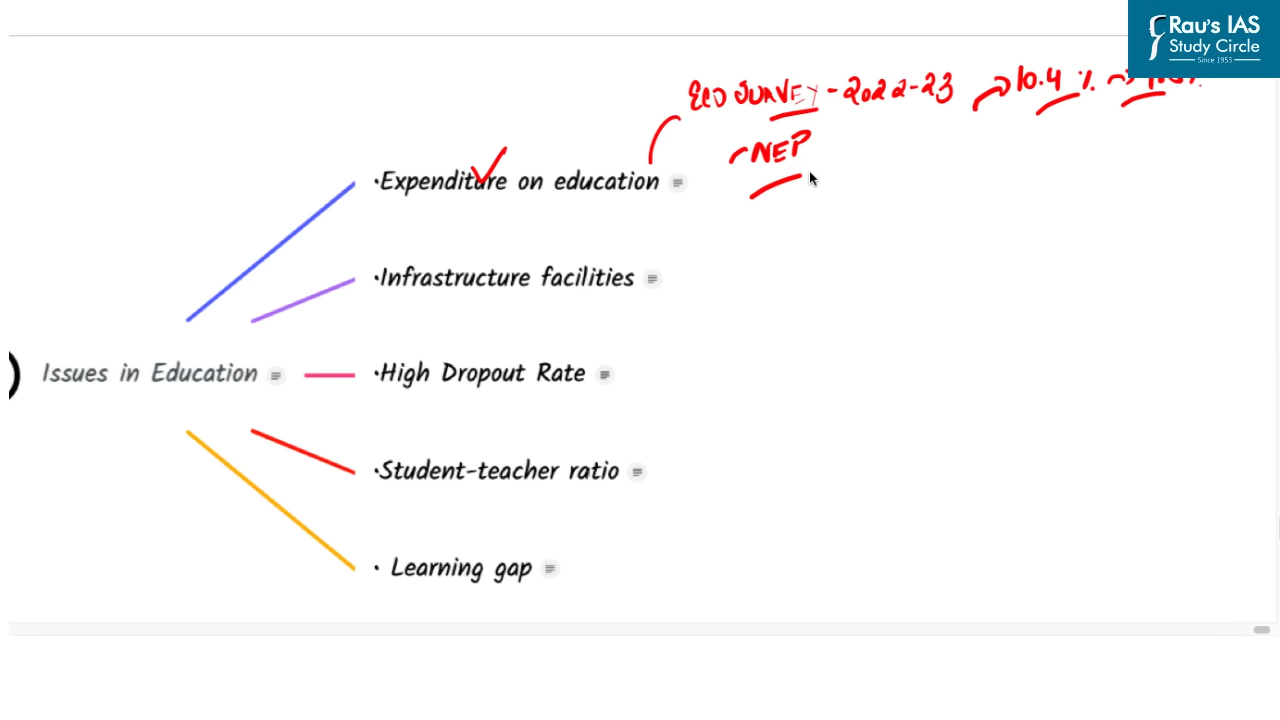 Rau's IAS
Study Circle
Since 1953
ECO SURVEY - 2022-23 10.4 %
NEP
·Expenditure on education
·Infrastructure facilities
Issues in Education
·High Dropout Rate
·Student-teacher ratio
· Learning gap